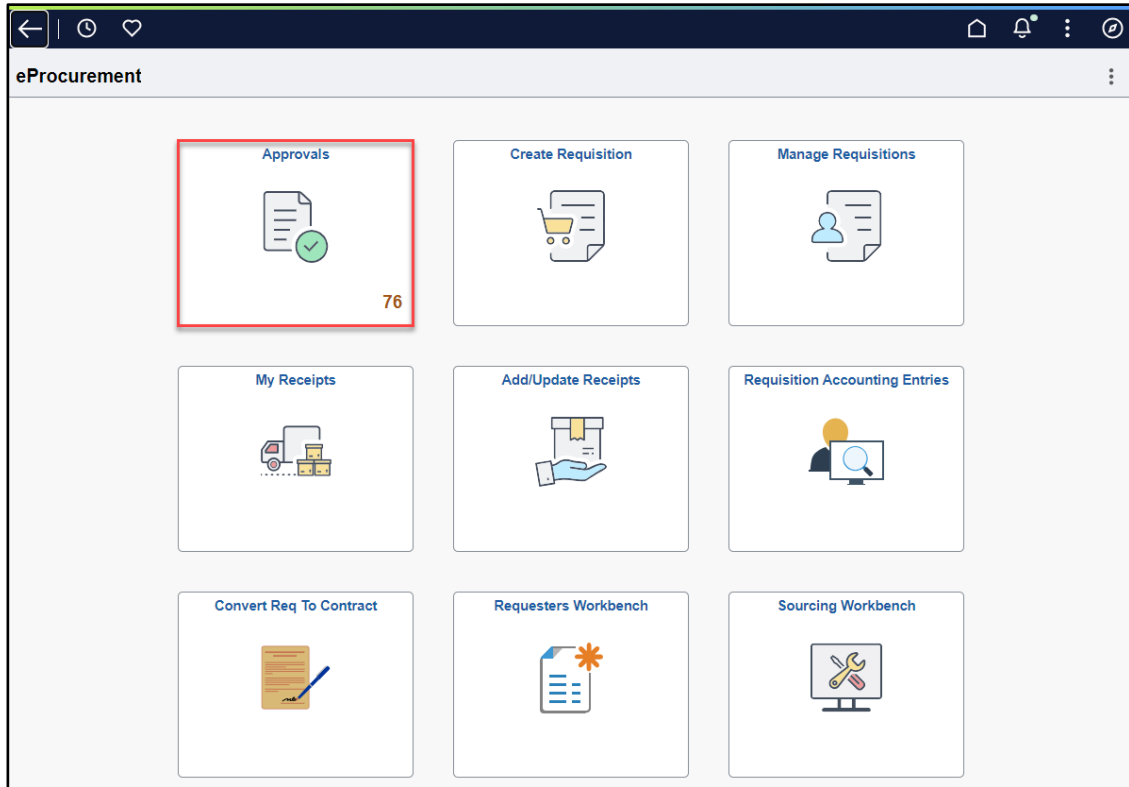 eProcurement
Approvals
Create Requisition
Manage Requisitions
76
My Receipts
Add/Update Receipts
Requisition Accounting Entries
Convert Req To Contract
Requesters Workbench
Sourcing Workbench